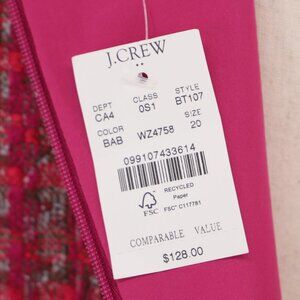 J.CREW
DEPT CLASS STYLE
CA4 0S1 BT107
COLOR SIZE
BAB WZ4758 20
099107433614
FSC
RECYCLED
Paper
FSC® C117781
COMPARABLE VALUE
$128.00